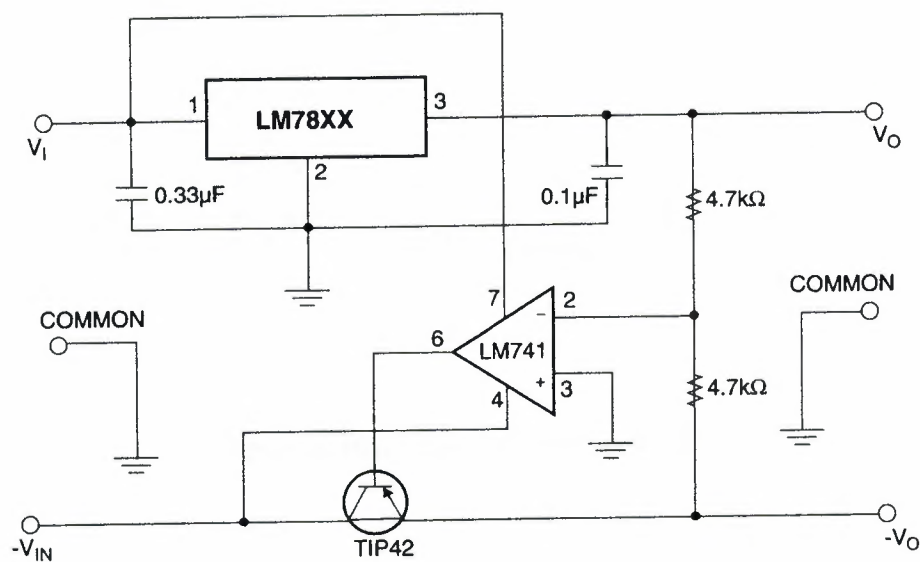 1
LM78XX
3
V_I
V_O
2
0.33µF
0.1µF
4.7kΩ
COMMON
7
2
−
COMMON
6
LM741
4
+
3
4.7kΩ
-V_IN
TIP42
-V_O